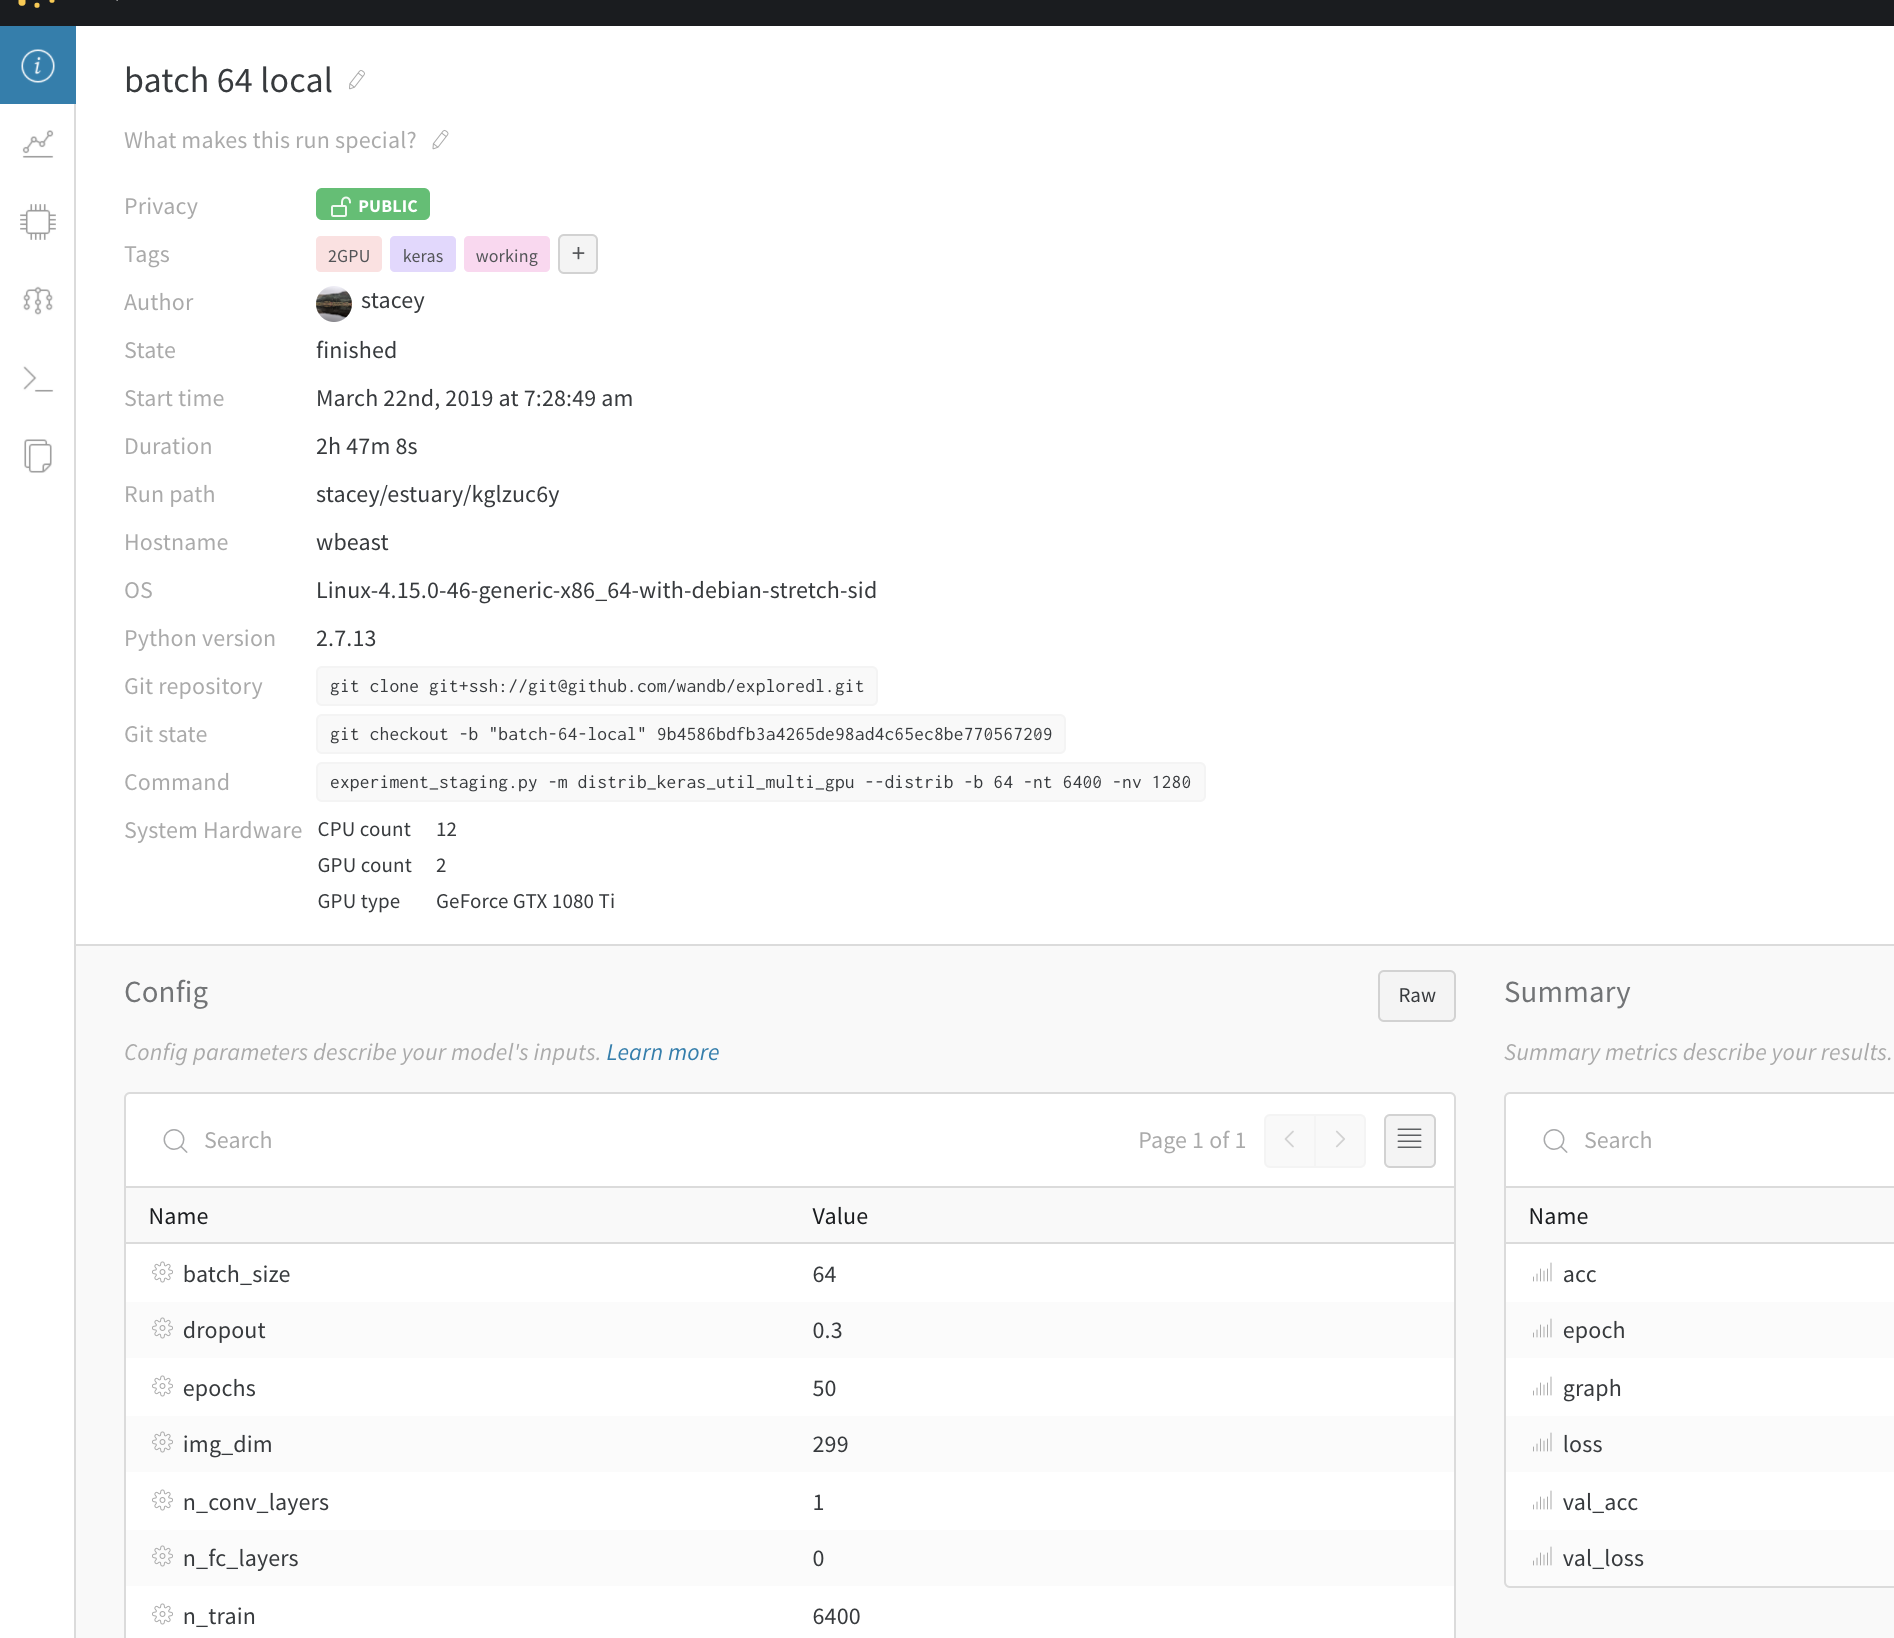 batch 64 local
What makes this run special?
Privacy PUBLIC
Tags 2GPU keras working +
Author stacey
State finished
Start time March 22nd, 2019 at 7:28:49 am
Duration 2h 47m 8s
Run path stacey/estuary/kglzuc6y
Hostname wbeast
OS Linux-4.15.0-46-generic-x86_64-with-debian-stretch-sid
Python version 2.7.13
Git repository git clone git+ssh://git@github.com/wandb/exploredl.git
Git state git checkout -b "batch-64-local" 9b4586bdfb3a4265de98ad4c65ec8be770567209
Command experiment_staging.py -m distrib_keras_util_multi_gpu --distrib -b 64 -nt 6400 -nv 1280
System Hardware CPU count 12
GPU count 2
GPU type GeForce GTX 1080 Ti
Config Raw
Config parameters describe your model's inputs. Learn more
Search Page 1 of 1
Name Value
batch_size 64
dropout 0.3
epochs 50
img_dim 299
n_conv_layers 1
n_fc_layers 0
n_train 6400
Summary
Summary metrics describe your results.
Search
Name
acc
epoch
graph
loss
val_acc
val_loss